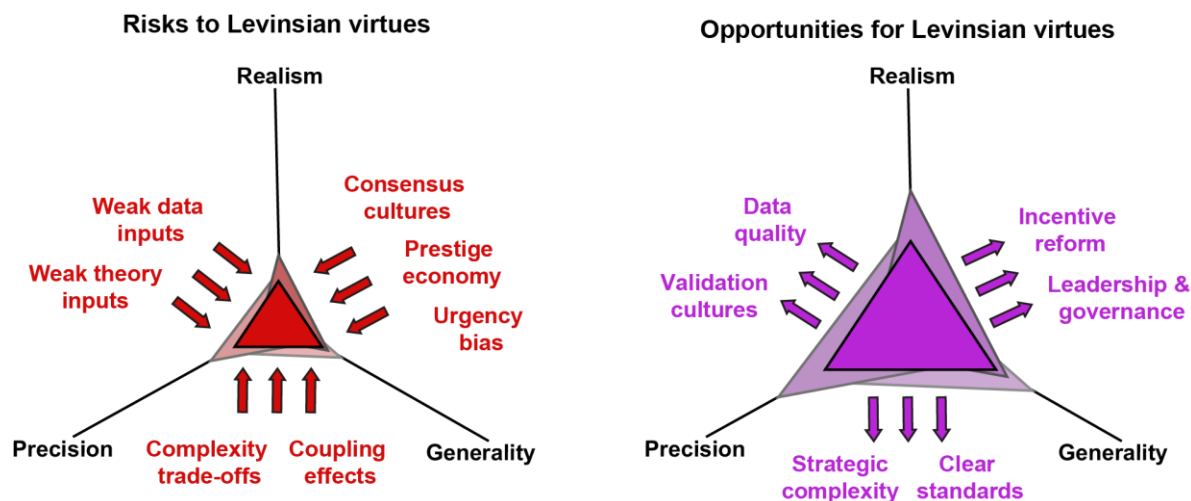 Risks to Levinsian virtues
Realism
Consensus
cultures
Weak data
inputs
Prestige
economy
Weak theory
inputs
Urgency
bias
Precision
Complexity
trade-offs
Coupling
effects
Generality
Opportunities for Levinsian virtues
Realism
Data
quality
Incentive
reform
Validation
cultures
Leadership &
governance
Precision
Strategic
complexity
Clear
standards
Generality